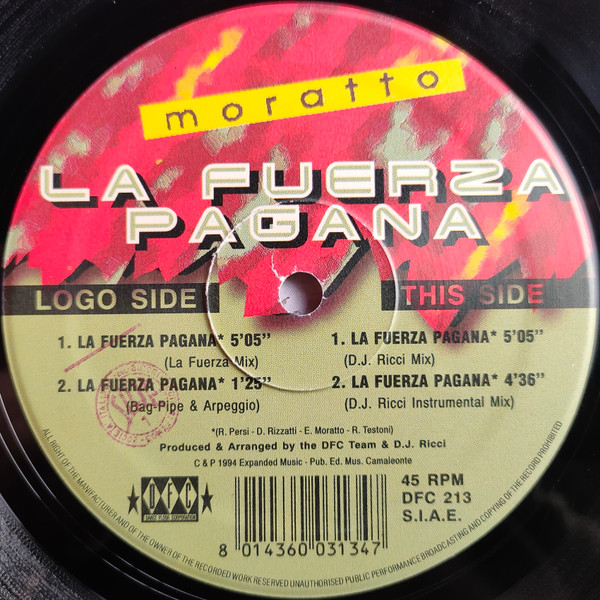 moratto
LA FUERZA
PAGANA
LOGO SIDE
1. LA FUERZA PAGANA* 5'05"
(La Fuerza Mix)
2. LA FUERZA PAGANA* 1'25"
(Bag-Pipe & Arpeggio)
THIS SIDE
1. LA FUERZA PAGANA* 5'05"
(D.J. Ricci Mix)
2. LA FUERZA PAGANA* 4'36"
(D.J. Ricci Instrumental Mix)
*(R. Persi - D. Rizzatti - E. Moratto - R. Testoni)
Produced & Arranged by the DFC Team & D.J. Ricci
C & P 1994 Expanded Music - Pub. Ed. Mus. Camaleonte
DFC
DANCE FLOOR CORPORATION
8 014360 031347
45 RPM
DFC 213
S.I.A.E.
ALL RIGHT OF THE MANUFACTURER AND OF THE OWNER OF THE RECORDED WORK RESERVED UNAUTHORISED PUBLIC PERFORMANCE BROADCASTING AND COPYING OF THE RECORD PROHIBITED